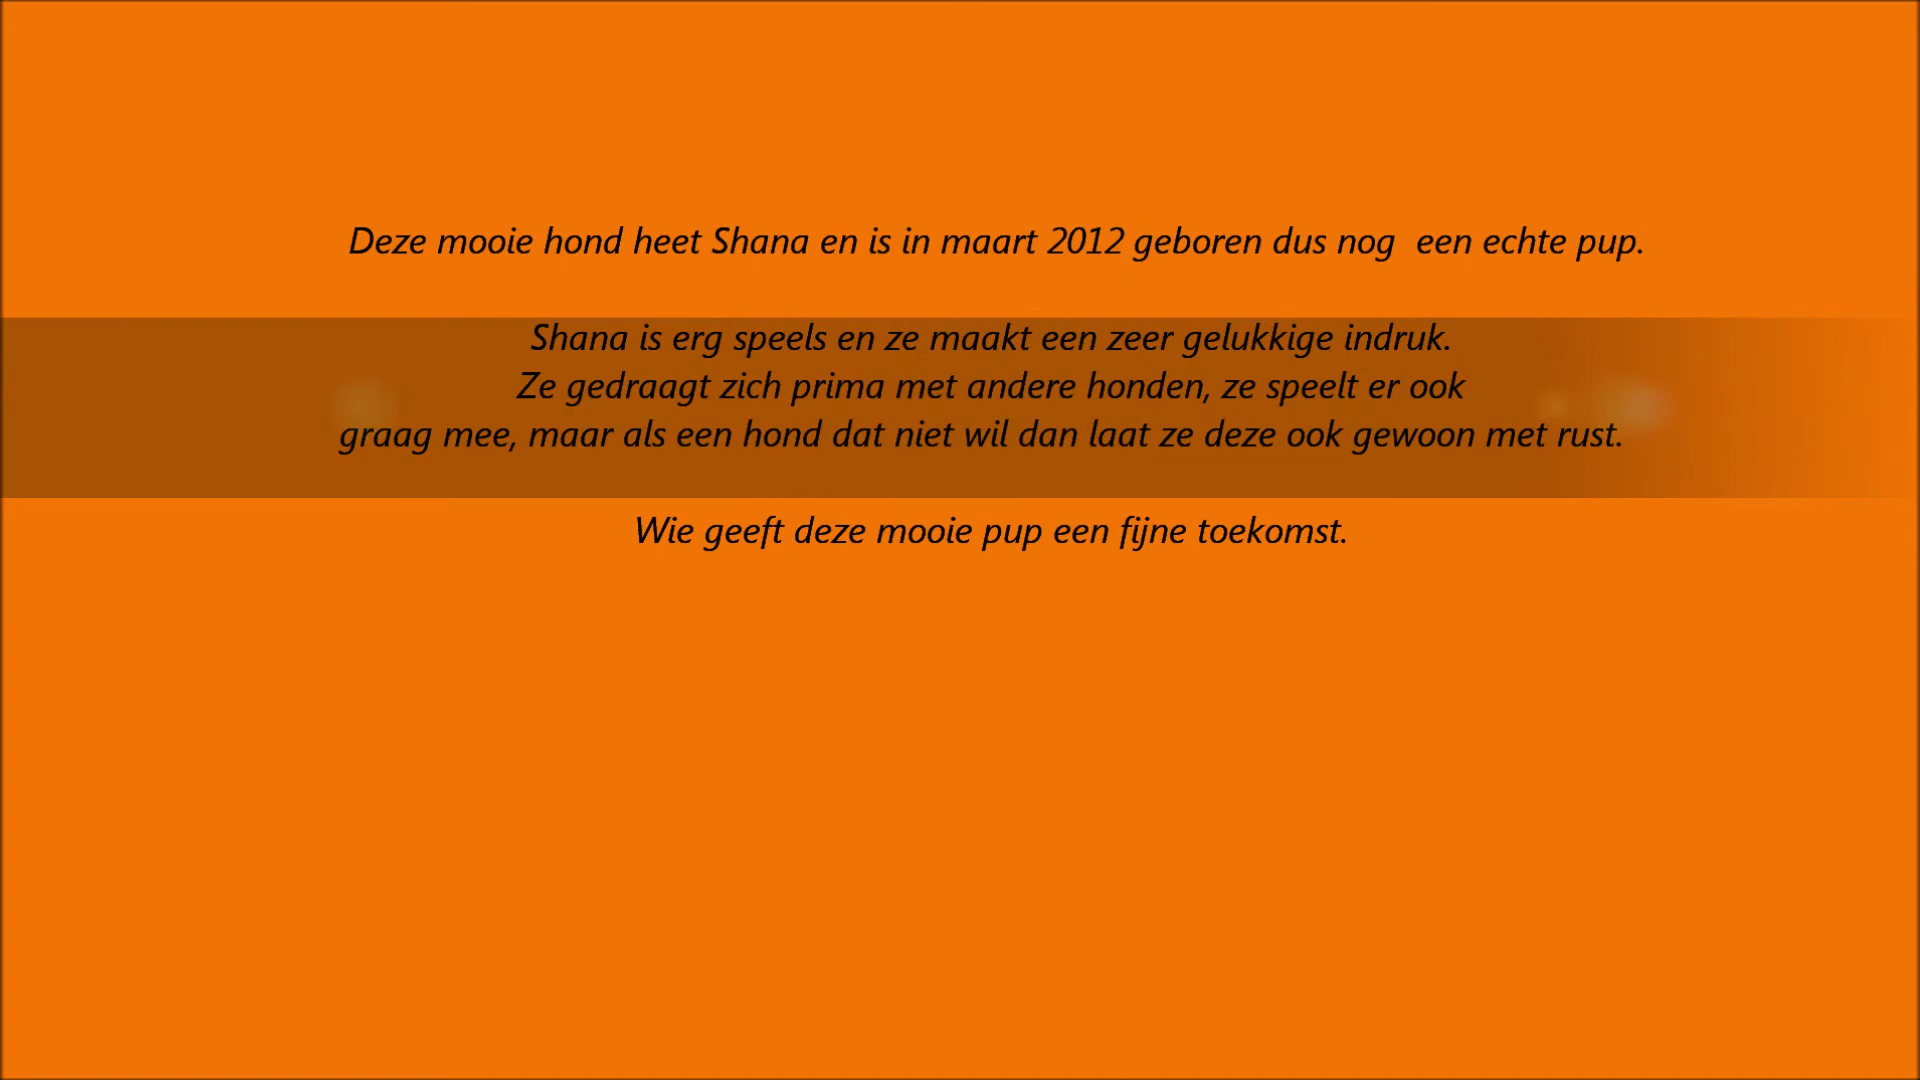 Deze mooie hond heet Shana en is in maart 2012 geboren dus nog  een echte pup.
Shana is erg speels en ze maakt een zeer gelukkige indruk.
Ze gedraagt zich prima met andere honden, ze speelt er ook
graag mee, maar als een hond dat niet wil dan laat ze deze ook gewoon met rust.
Wie geeft deze mooie pup een fijne toekomst.